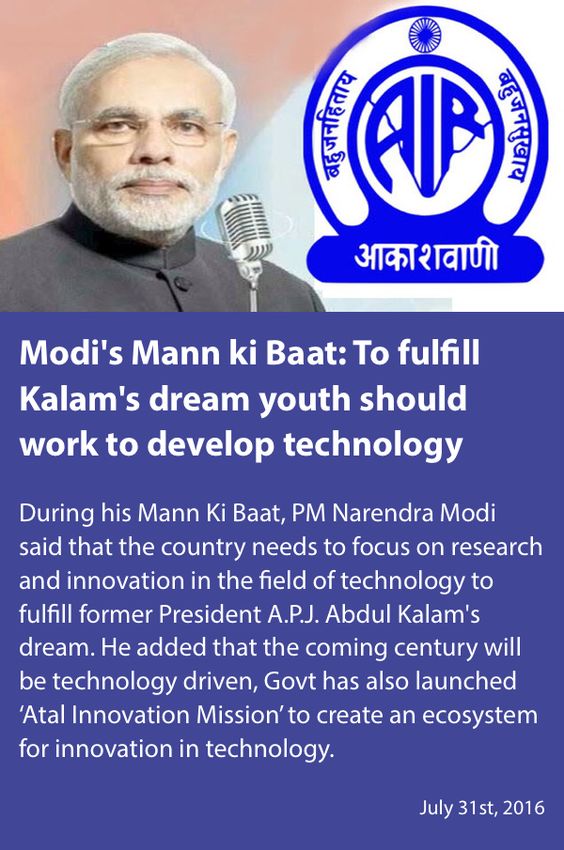 बहुजनहिताय
बहुजनसुखाय
AIR
आकाशवाणी
Modi's Mann ki Baat: To fulfill
Kalam's dream youth should
work to develop technology
During his Mann Ki Baat, PM Narendra Modi
said that the country needs to focus on research
and innovation in the field of technology to
fulfill former President A.P.J. Abdul Kalam's
dream. He added that the coming century will
be technology driven, Govt has also launched
‘Atal Innovation Mission’ to create an ecosystem
for innovation in technology.
July 31st, 2016